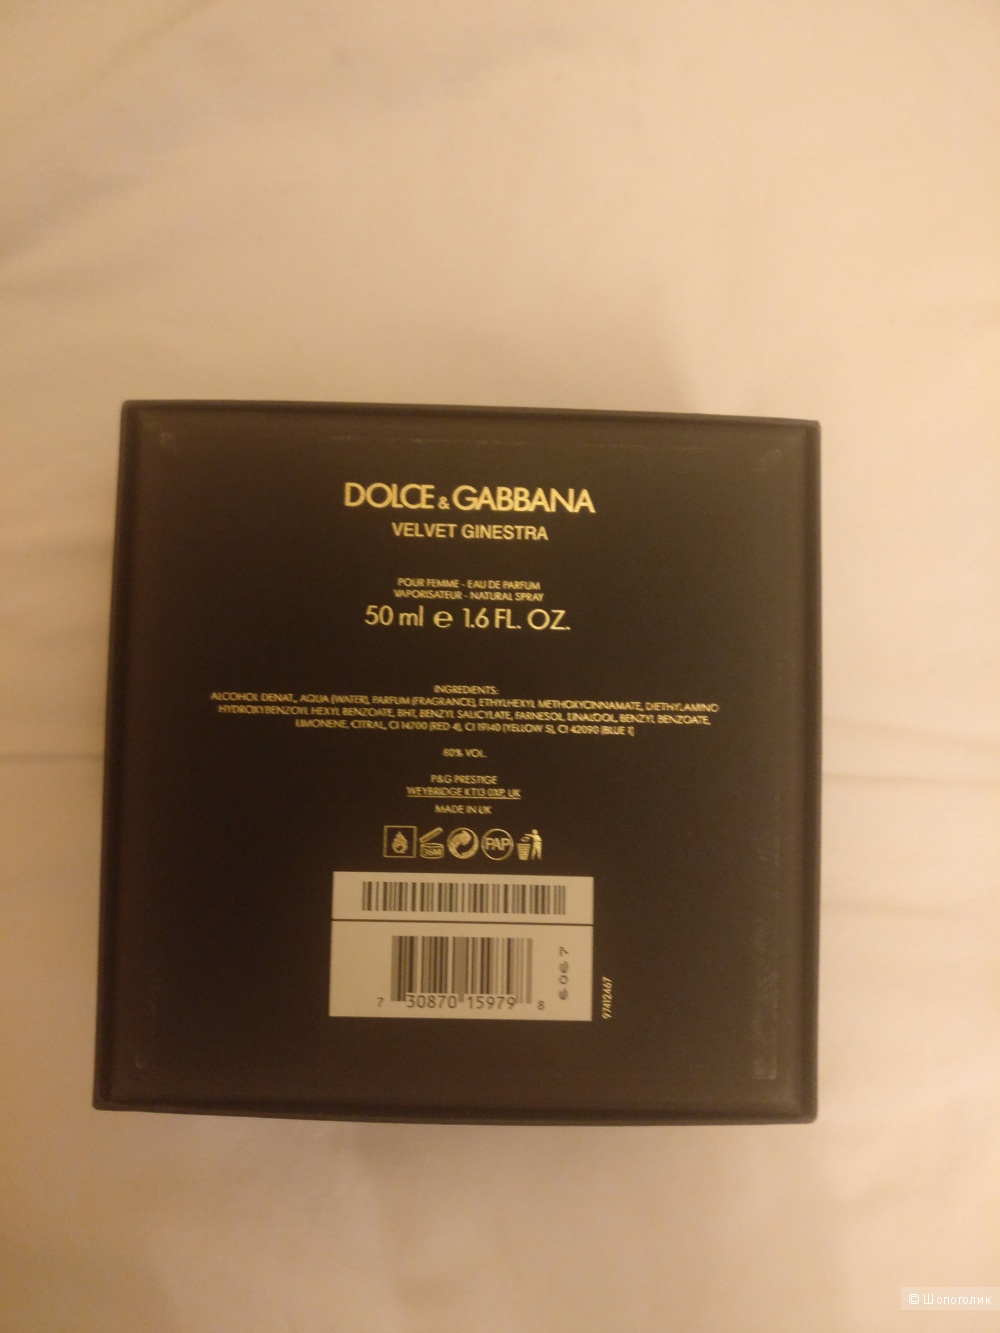 DOLCE & GABBANA
VELVET GINESTRA
POUR FEMME - EAU DE PARFUM
VAPORISATEUR - NATURAL SPRAY
50 ml e 1.6 FL. OZ.
INGREDIENTS:
ALCOHOL DENAT., AQUA (WATER), PARFUM (FRAGRANCE), ETHYLHEXYL METHOXYCINNAMATE, DIETHYLAMINO
HYDROXYBENZOYL HEXYL BENZOATE, BHT, BENZYL SALICYLATE, FARNESOL, LINALOOL, BENZYL BENZOATE,
LIMONENE, CITRAL, CI 14700 (RED 4), CI 19140 (YELLOW 5), CI 42090 (BLUE 1)
80% VOL.
P&G PRESTIGE
WEYBRIDGE KT13 0XP, UK
MADE IN UK
36M
PAP
7 30870 15979 8
6067
97412467
© Шопоголик